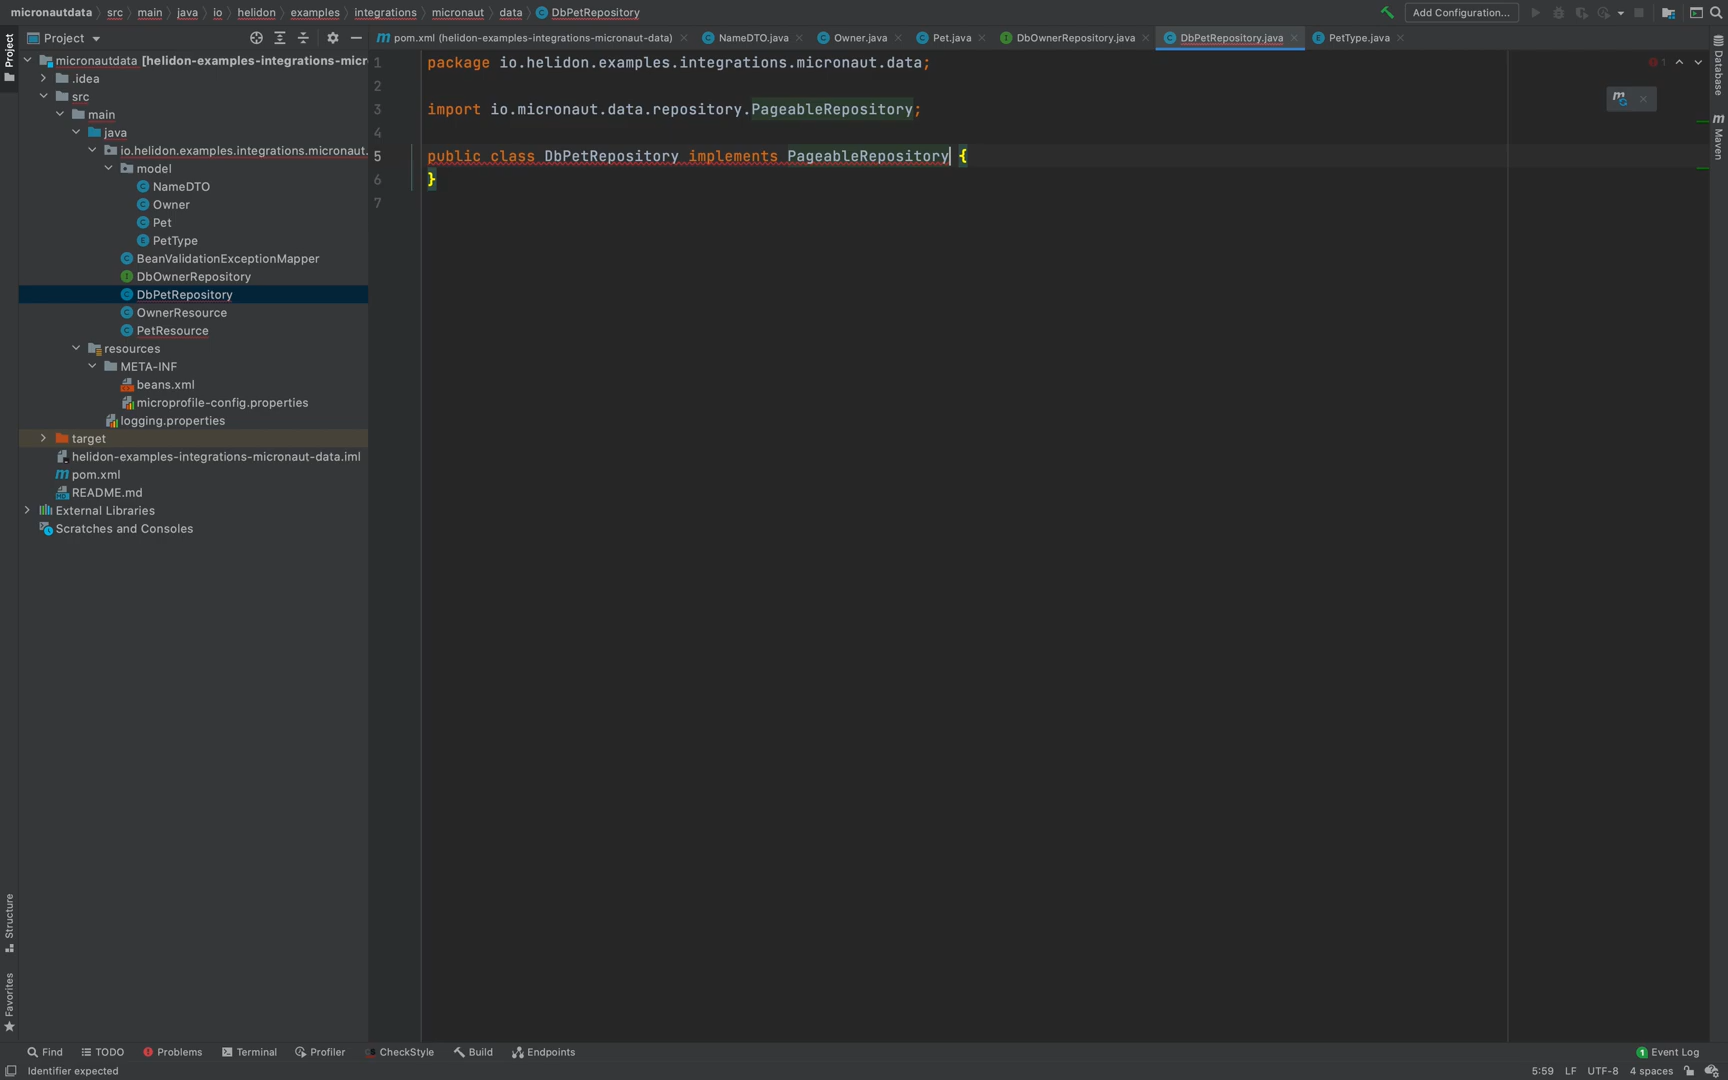 micronautdata src main java io helidon examples integrations micronaut data DbPetRepository
Add Configuration...
Project
pom.xml (helidon-examples-integrations-micronaut-data)
NameDTO.java
Owner.java
Pet.java
DbOwnerRepository.java
DbPetRepository.java
PetType.java
Project
micronautdata [helidon-examples-integrations-micr
.idea
src
main
java
io.helidon.examples.integrations.micronaut.
model
NameDTO
Owner
Pet
PetType
BeanValidationExceptionMapper
DbOwnerRepository
DbPetRepository
OwnerResource
PetResource
resources
META-INF
beans.xml
microprofile-config.properties
logging.properties
target
helidon-examples-integrations-micronaut-data.iml
pom.xml
README.md
External Libraries
Scratches and Consoles
1 package io.helidon.examples.integrations.micronaut.data;
2
3 import io.micronaut.data.repository.PageableRepository;
4
5 public class DbPetRepository implements PageableRepository {
6 }
7
1
Database
Maven
Structure
Favorites
Find
TODO
Problems
Terminal
Profiler
CheckStyle
Build
Endpoints
1 Event Log
Identifier expected
5:59 LF UTF-8 4 spaces